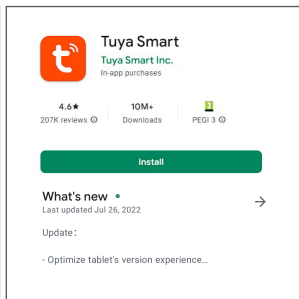 Tuya Smart
Tuya Smart Inc.
In-app purchases
4.6★ 10M+ 3
207K reviews Downloads PEGI 3
Install
What's new •
Last updated Jul 26, 2022
Update：
- Optimize tablet's version experience...